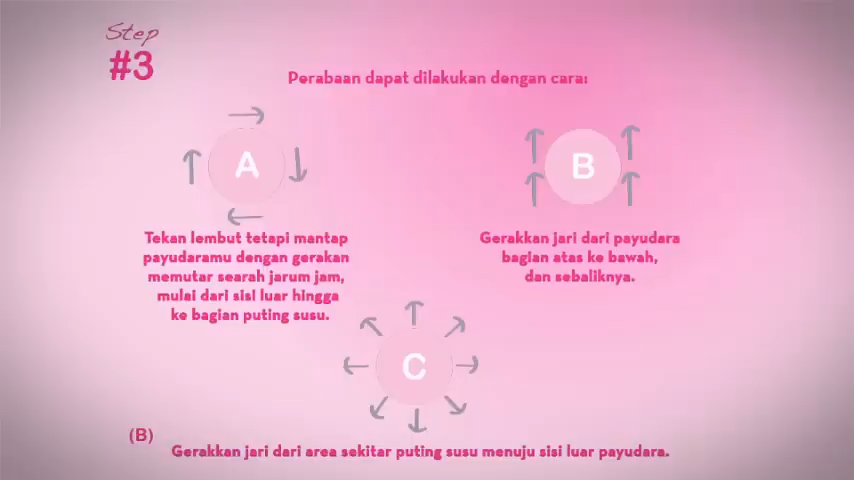 Step
#3
Perabaan dapat dilakukan dengan cara:
A
Tekan lembut tetapi mantap
payudaramu dengan gerakan
memutar searah jarum jam,
mulai dari sisi luar hingga
ke bagian puting susu.
B
Gerakkan jari dari payudara
bagian atas ke bawah,
dan sebaliknya.
C
(B)
Gerakkan jari dari area sekitar puting susu menuju sisi luar payudara.